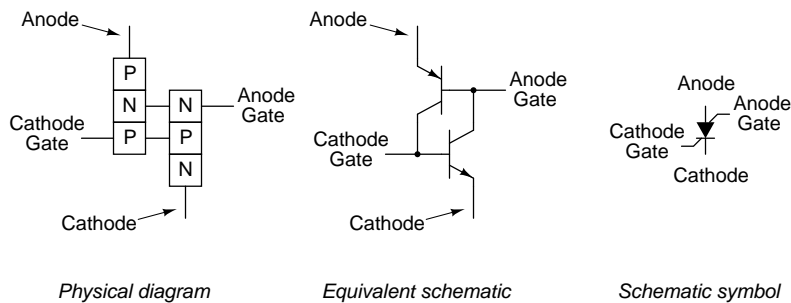 Anode
P
N
N
Anode
Gate
Cathode
Gate
P
P
N
Cathode
Physical diagram
Anode
Anode
Gate
Cathode
Gate
Cathode
Equivalent schematic
Anode
Anode
Gate
Cathode
Gate
Cathode
Schematic symbol